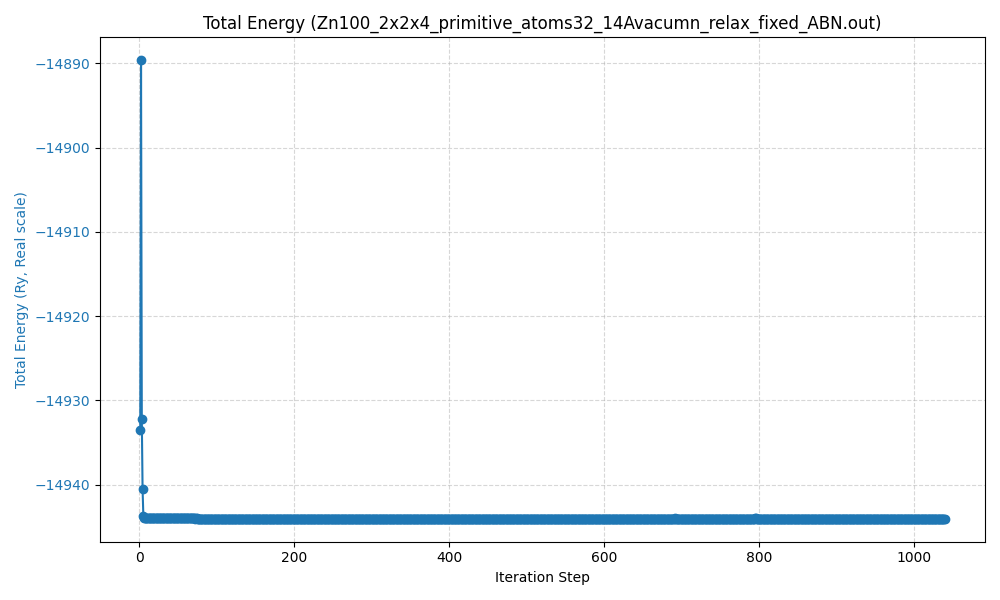 Total Energy (Zn100_2x2x4_primitive_atoms32_14Avacumn_relax_fixed_ABN.out)
Total Energy (Ry, Real scale)
−14890
−14900
−14910
−14920
−14930
−14940
0 200 400 600 800 1000
Iteration Step